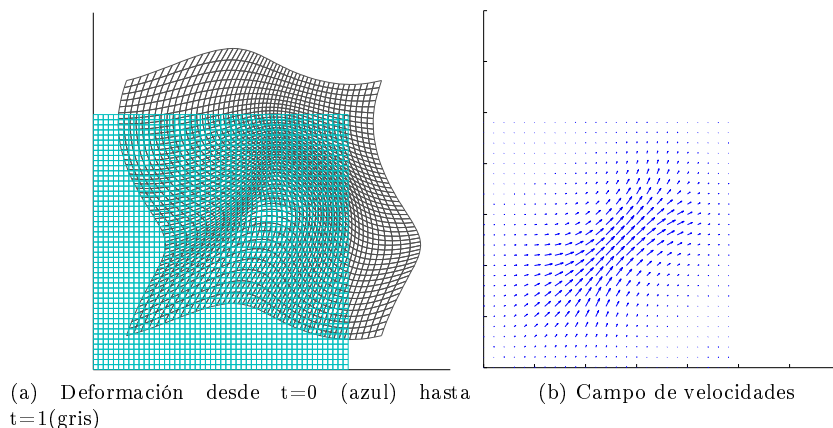 (a) Deformación desde t=0 (azul) hasta
t=1(gris)
(b) Campo de velocidades